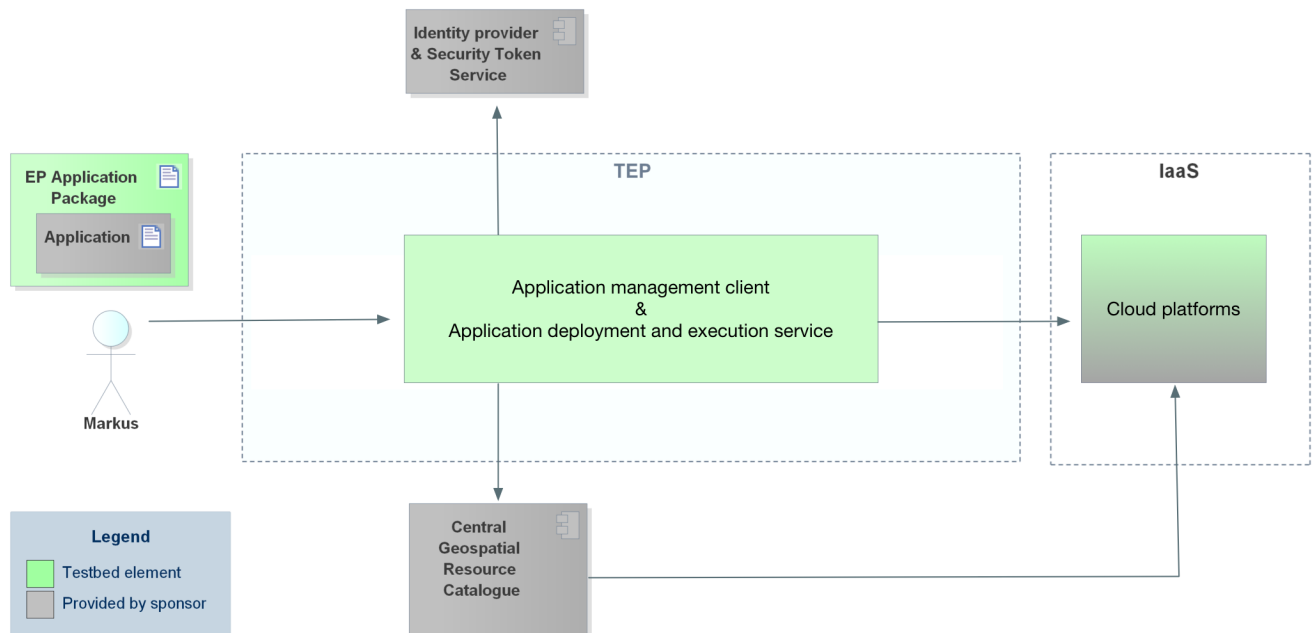 Identity provider
& Security Token
Service
EP Application
Package
Application
TEP
IaaS
Application management client
&
Application deployment and execution service
Cloud platforms
Markus
Central
Geospatial
Resource
Catalogue
Legend
Testbed element
Provided by sponsor